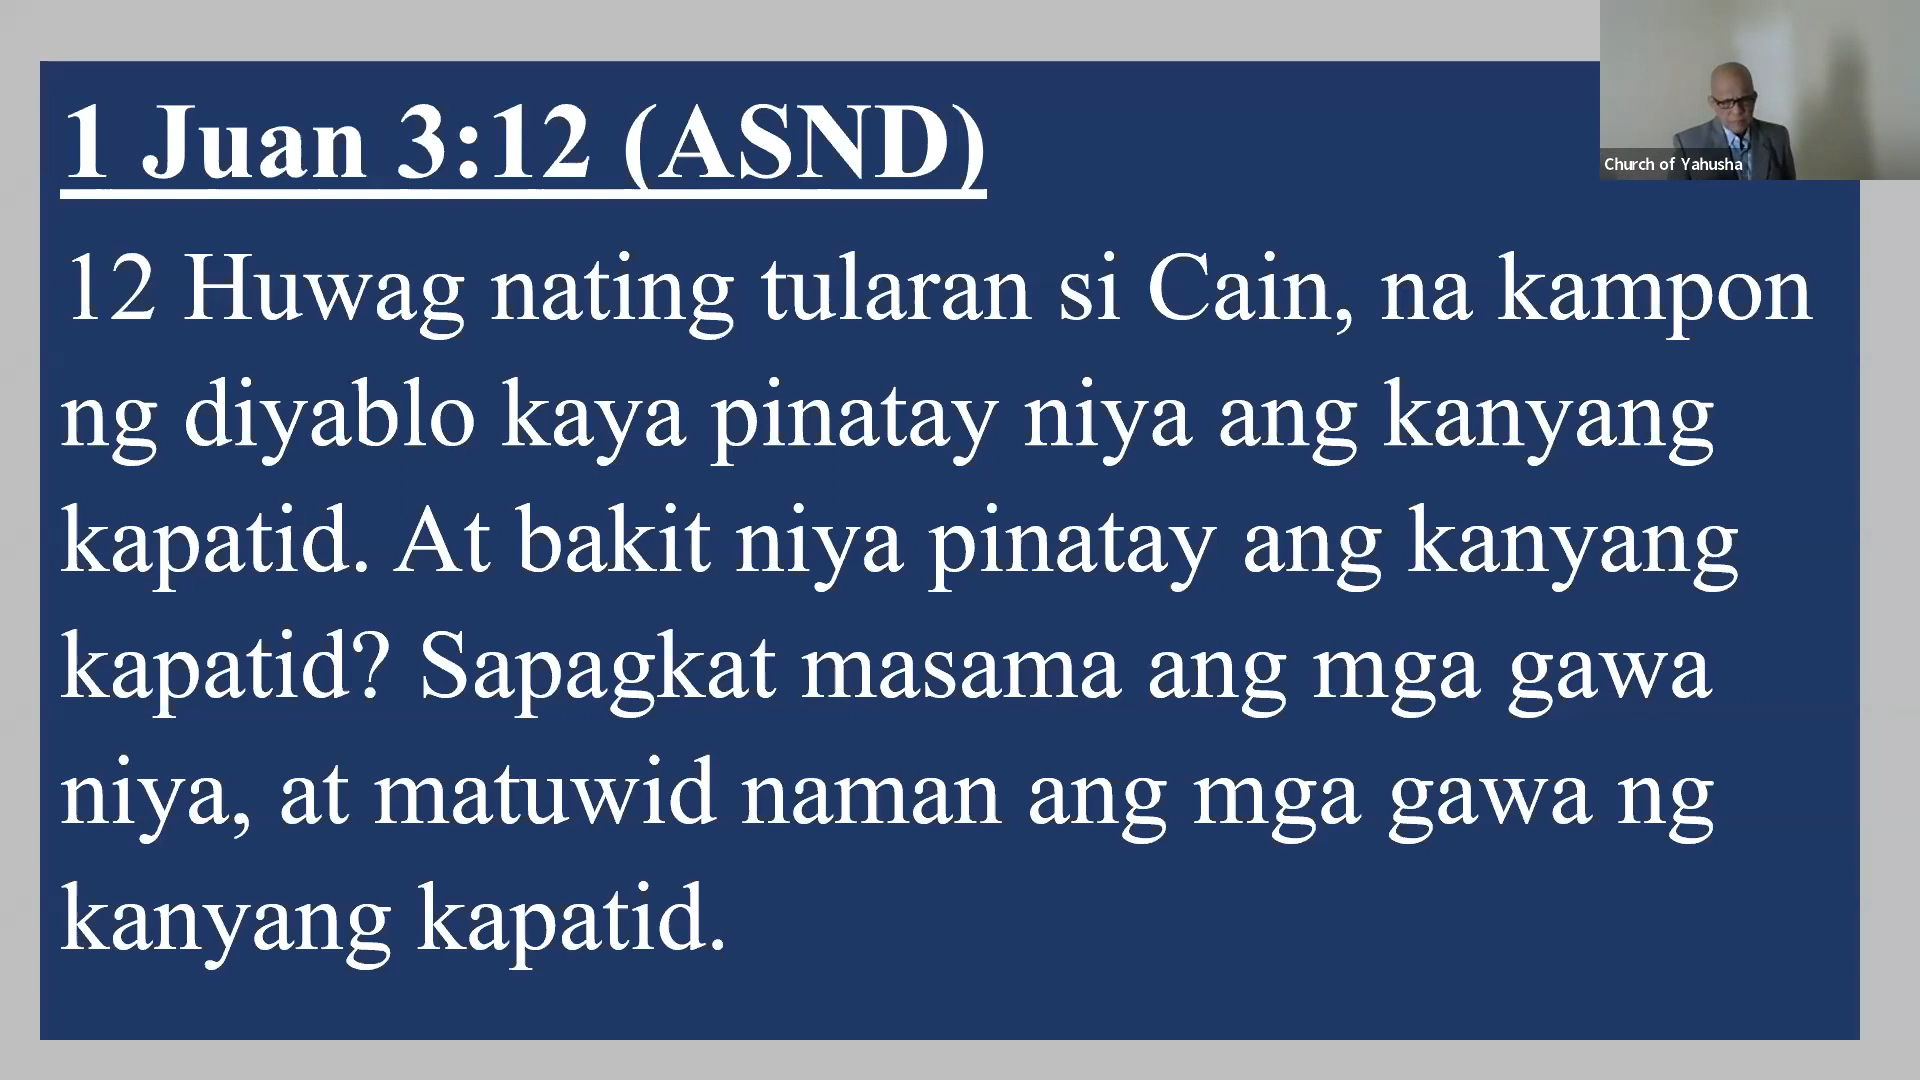 1 Juan 3:12 (ASND)
Church of Yahusha
12 Huwag nating tularan si Cain, na kampon
ng diyablo kaya pinatay niya ang kanyang
kapatid. At bakit niya pinatay ang kanyang
kapatid? Sapagkat masama ang mga gawa
niya, at matuwid naman ang mga gawa ng
kanyang kapatid.